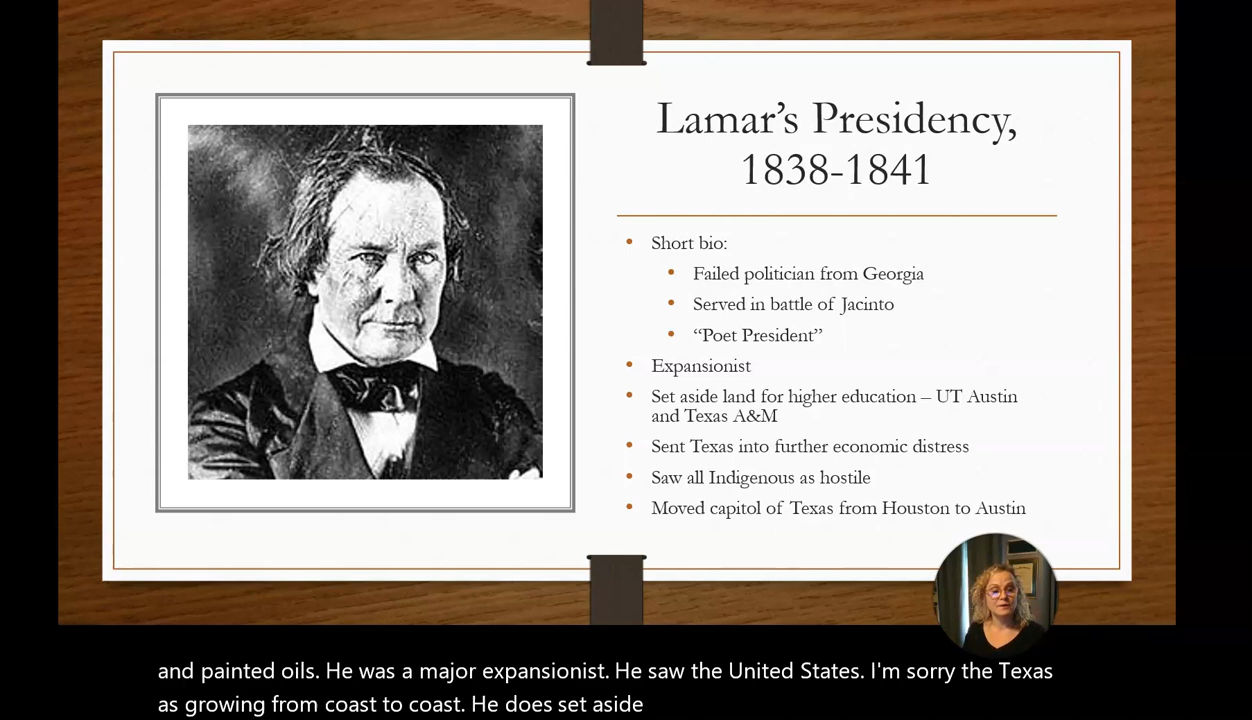 Lamar's Presidency,
1838-1841
Short bio:
Failed politician from Georgia
Served in battle of Jacinto
“Poet President”
Expansionist
Set aside land for higher education – UT Austin
and Texas A&M
Sent Texas into further economic distress
Saw all Indigenous as hostile
Moved capitol of Texas from Houston to Austin
and painted oils. He was a major expansionist. He saw the United States. I'm sorry the Texas
as growing from coast to coast. He does set aside